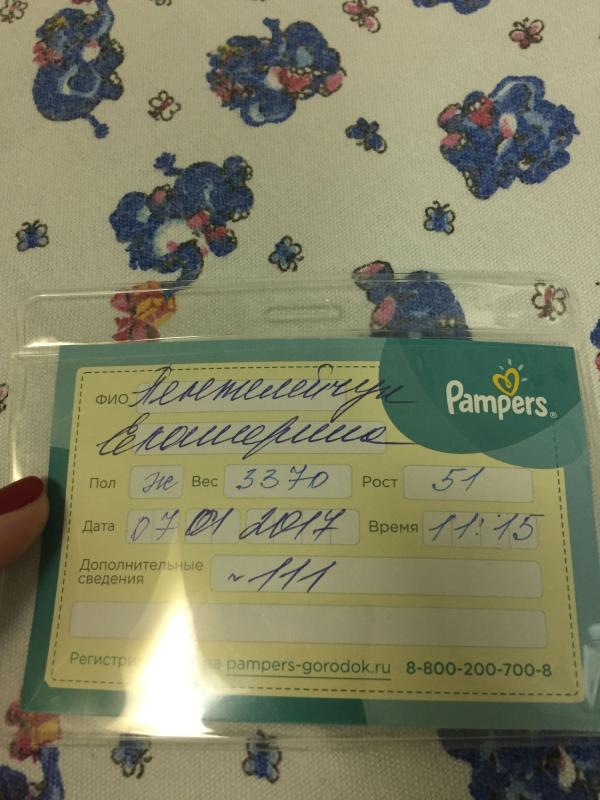 Pampers
ФИО Пентелейчук
Екатерина
Пол ж Вес 3370 Рост 51
Дата 07 01 2017 Время 11:15
Дополнительные
сведения ~111
pampers-gorodok.ru 8-800-200-700-8